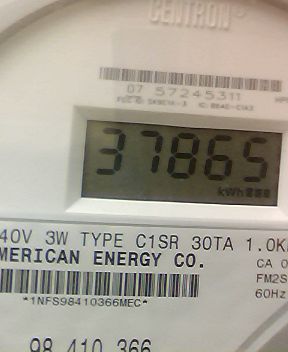 CENTRON®
07 57245311
37865
kWh
40V 3W TYPE C1SR 30TA 1.0K
MERICAN ENERGY CO.
CA 0
FM2S
60Hz
*1NFS98410366MEC*
98 410 366